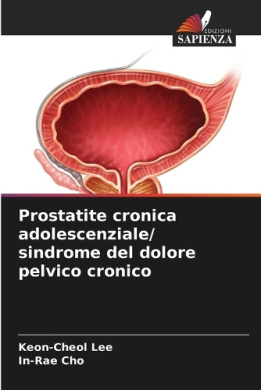 EDIZIONI
SAPIENZA
Prostatite cronica
adolescenziale/
sindrome del dolore
pelvico cronico
Keon-Cheol Lee
In-Rae Cho